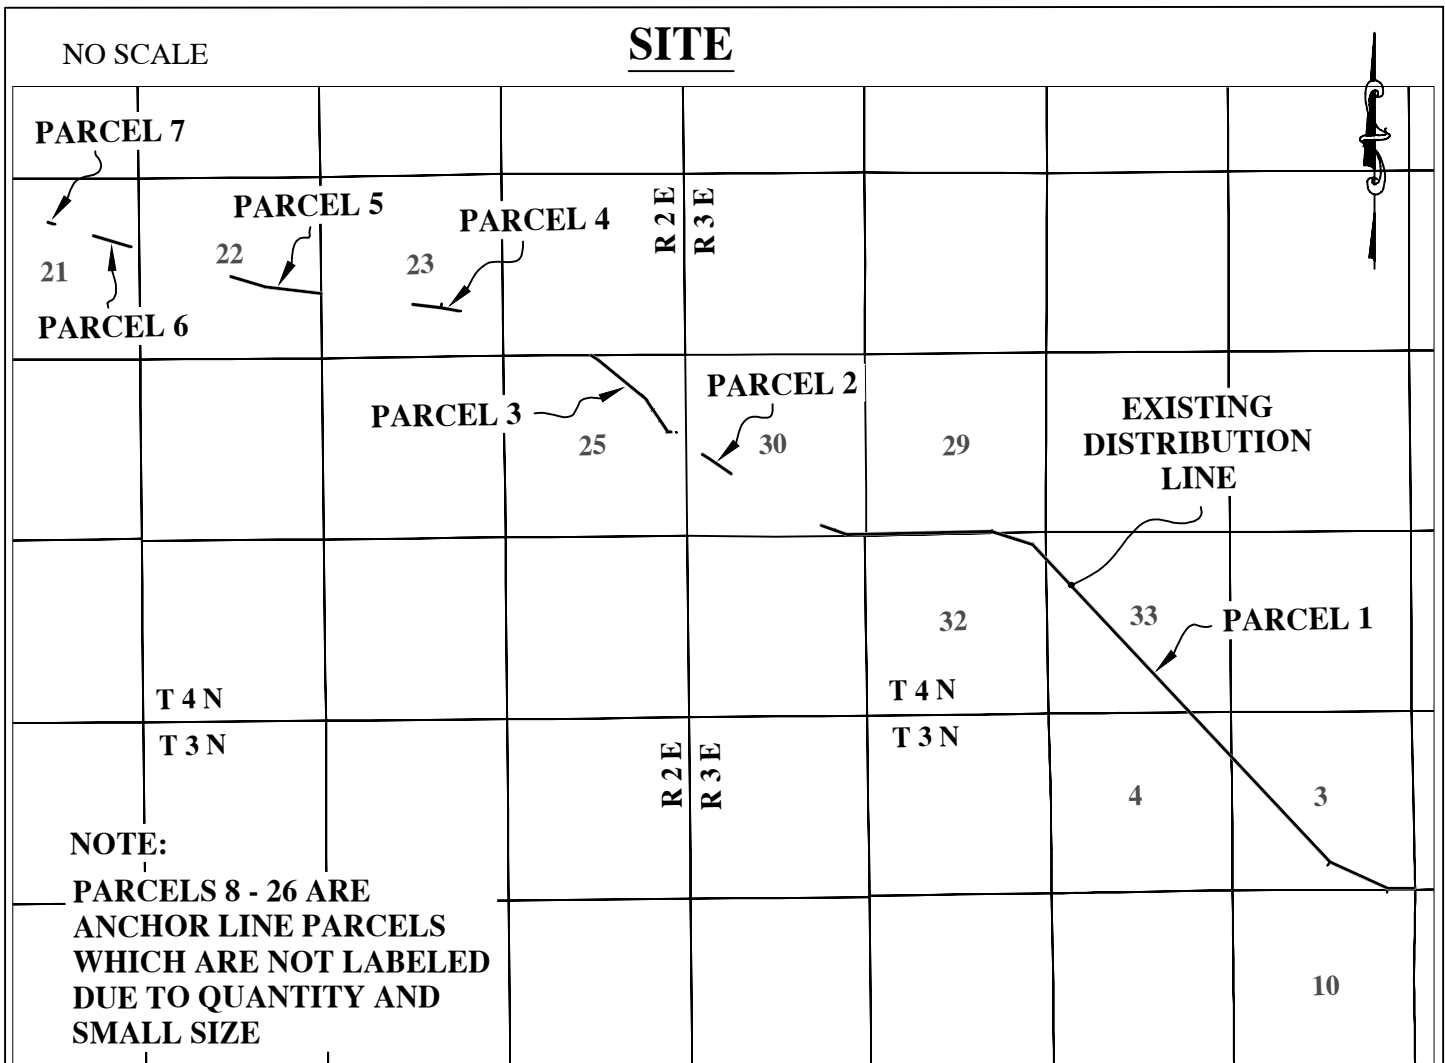 NO SCALE
SITE
PARCEL 7
PARCEL 5
PARCEL 4
R 2 E
R 3 E
21
22
23
PARCEL 6
PARCEL 3
PARCEL 2
25
30
29
EXISTING
DISTRIBUTION
LINE
32
33
PARCEL 1
T 4 N
T 3 N
T 4 N
T 3 N
R 2 E
R 3 E
4
3
10
NOTE:
PARCELS 8 - 26 ARE
ANCHOR LINE PARCELS
WHICH ARE NOT LABELED
DUE TO QUANTITY AND
SMALL SIZE